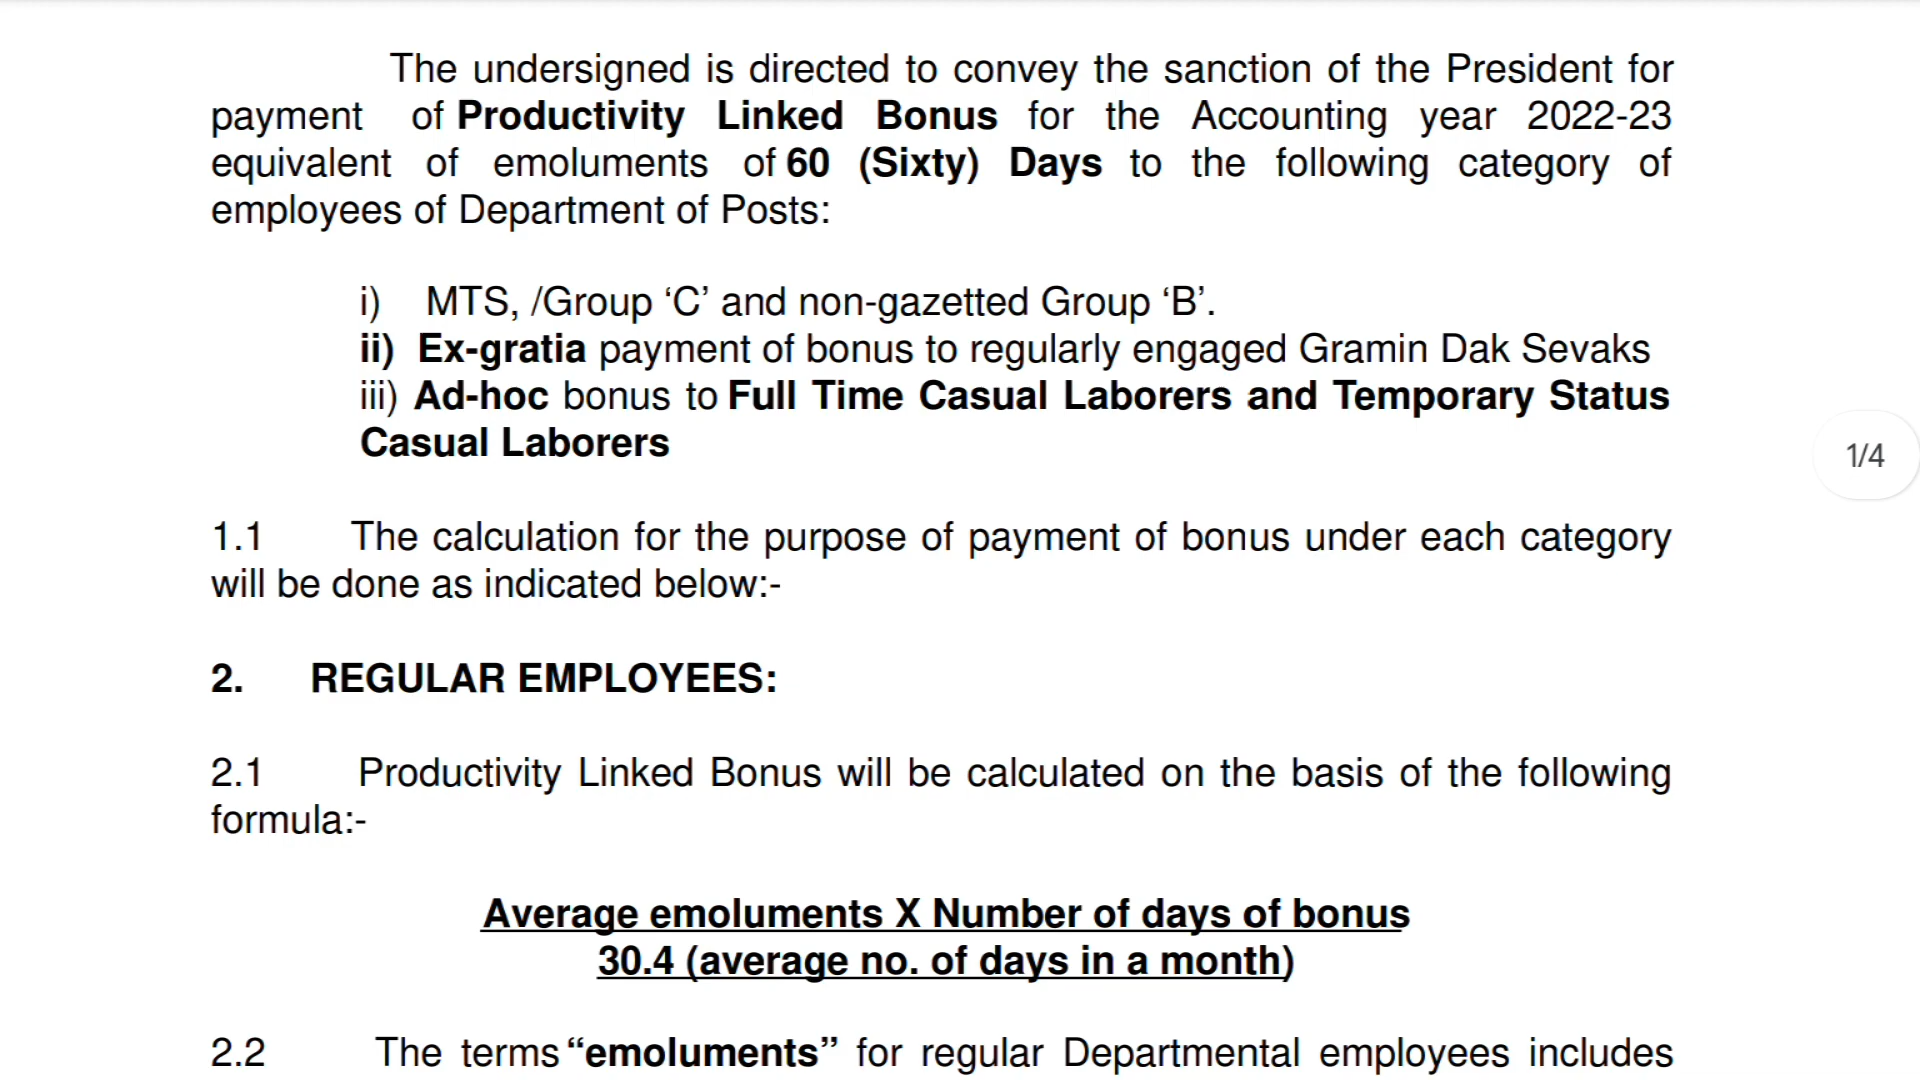 The undersigned is directed to convey the sanction of the President for
payment of Productivity Linked Bonus for the Accounting year 2022-23
equivalent of emoluments of 60 (Sixty) Days to the following category of
employees of Department of Posts:
i) MTS, /Group ‘C’ and non-gazetted Group ‘B’.
ii) Ex-gratia payment of bonus to regularly engaged Gramin Dak Sevaks
iii) Ad-hoc bonus to Full Time Casual Laborers and Temporary Status
Casual Laborers
1/4
1.1 The calculation for the purpose of payment of bonus under each category
will be done as indicated below:-
2. REGULAR EMPLOYEES:
2.1 Productivity Linked Bonus will be calculated on the basis of the following
formula:-
Average emoluments X Number of days of bonus
30.4 (average no. of days in a month)
2.2 The terms “emoluments” for regular Departmental employees includes